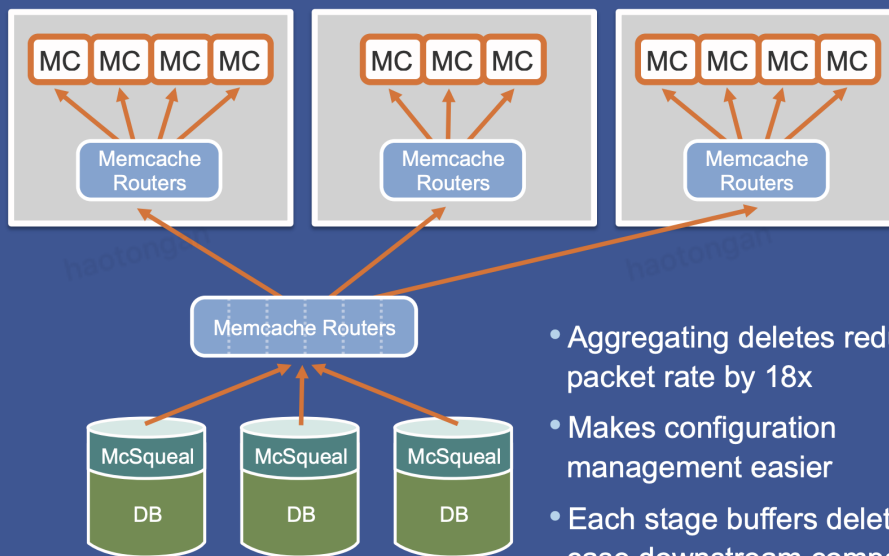 MC MC MC MC
MC MC MC
MC MC MC MC
Memcache
Routers
Memcache
Routers
Memcache
Routers
haotongan
haotongan
Memcache Routers
McSqueal
McSqueal
McSqueal
DB
DB
DB
• Aggregating deletes
packet rate by 18x
• Makes configuration
management easier
• Each stage buffers